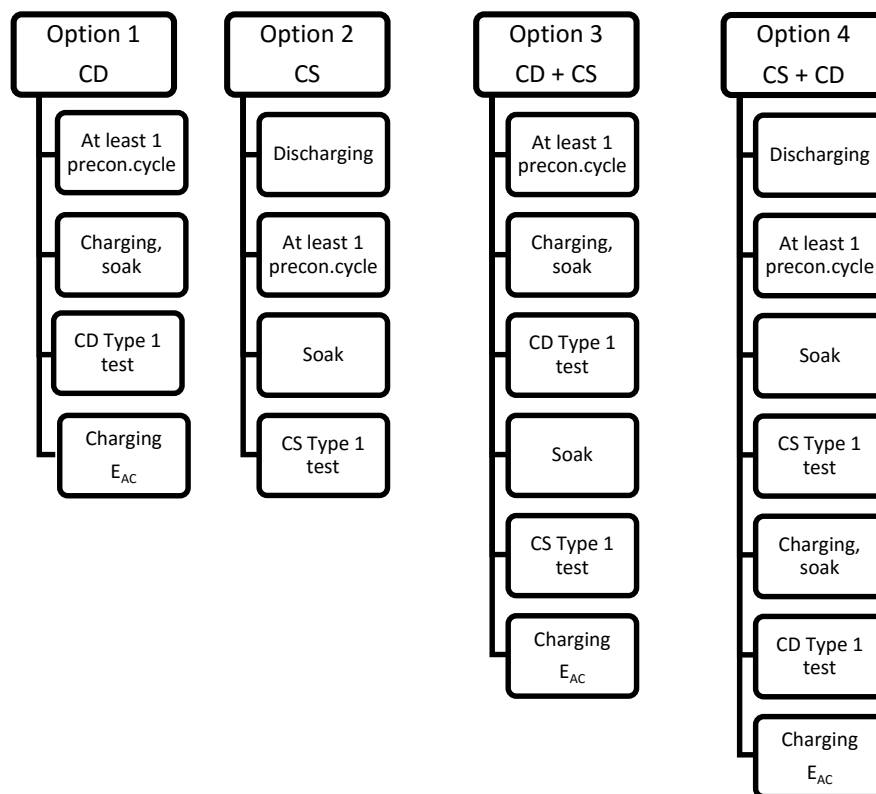 Option 1
CD
At least 1
precon.cycle
Charging,
soak
CD Type 1
test
Charging
EAC
Option 2
CS
Discharging
At least 1
precon.cycle
Soak
CS Type 1
test
Option 3
CD + CS
At least 1
precon.cycle
Charging,
soak
CD Type 1
test
Soak
CS Type 1
test
Charging
EAC
Option 4
CS + CD
Discharging
At least 1
precon.cycle
Soak
CS Type 1
test
Charging,
soak
CD Type 1
test
Charging
EAC